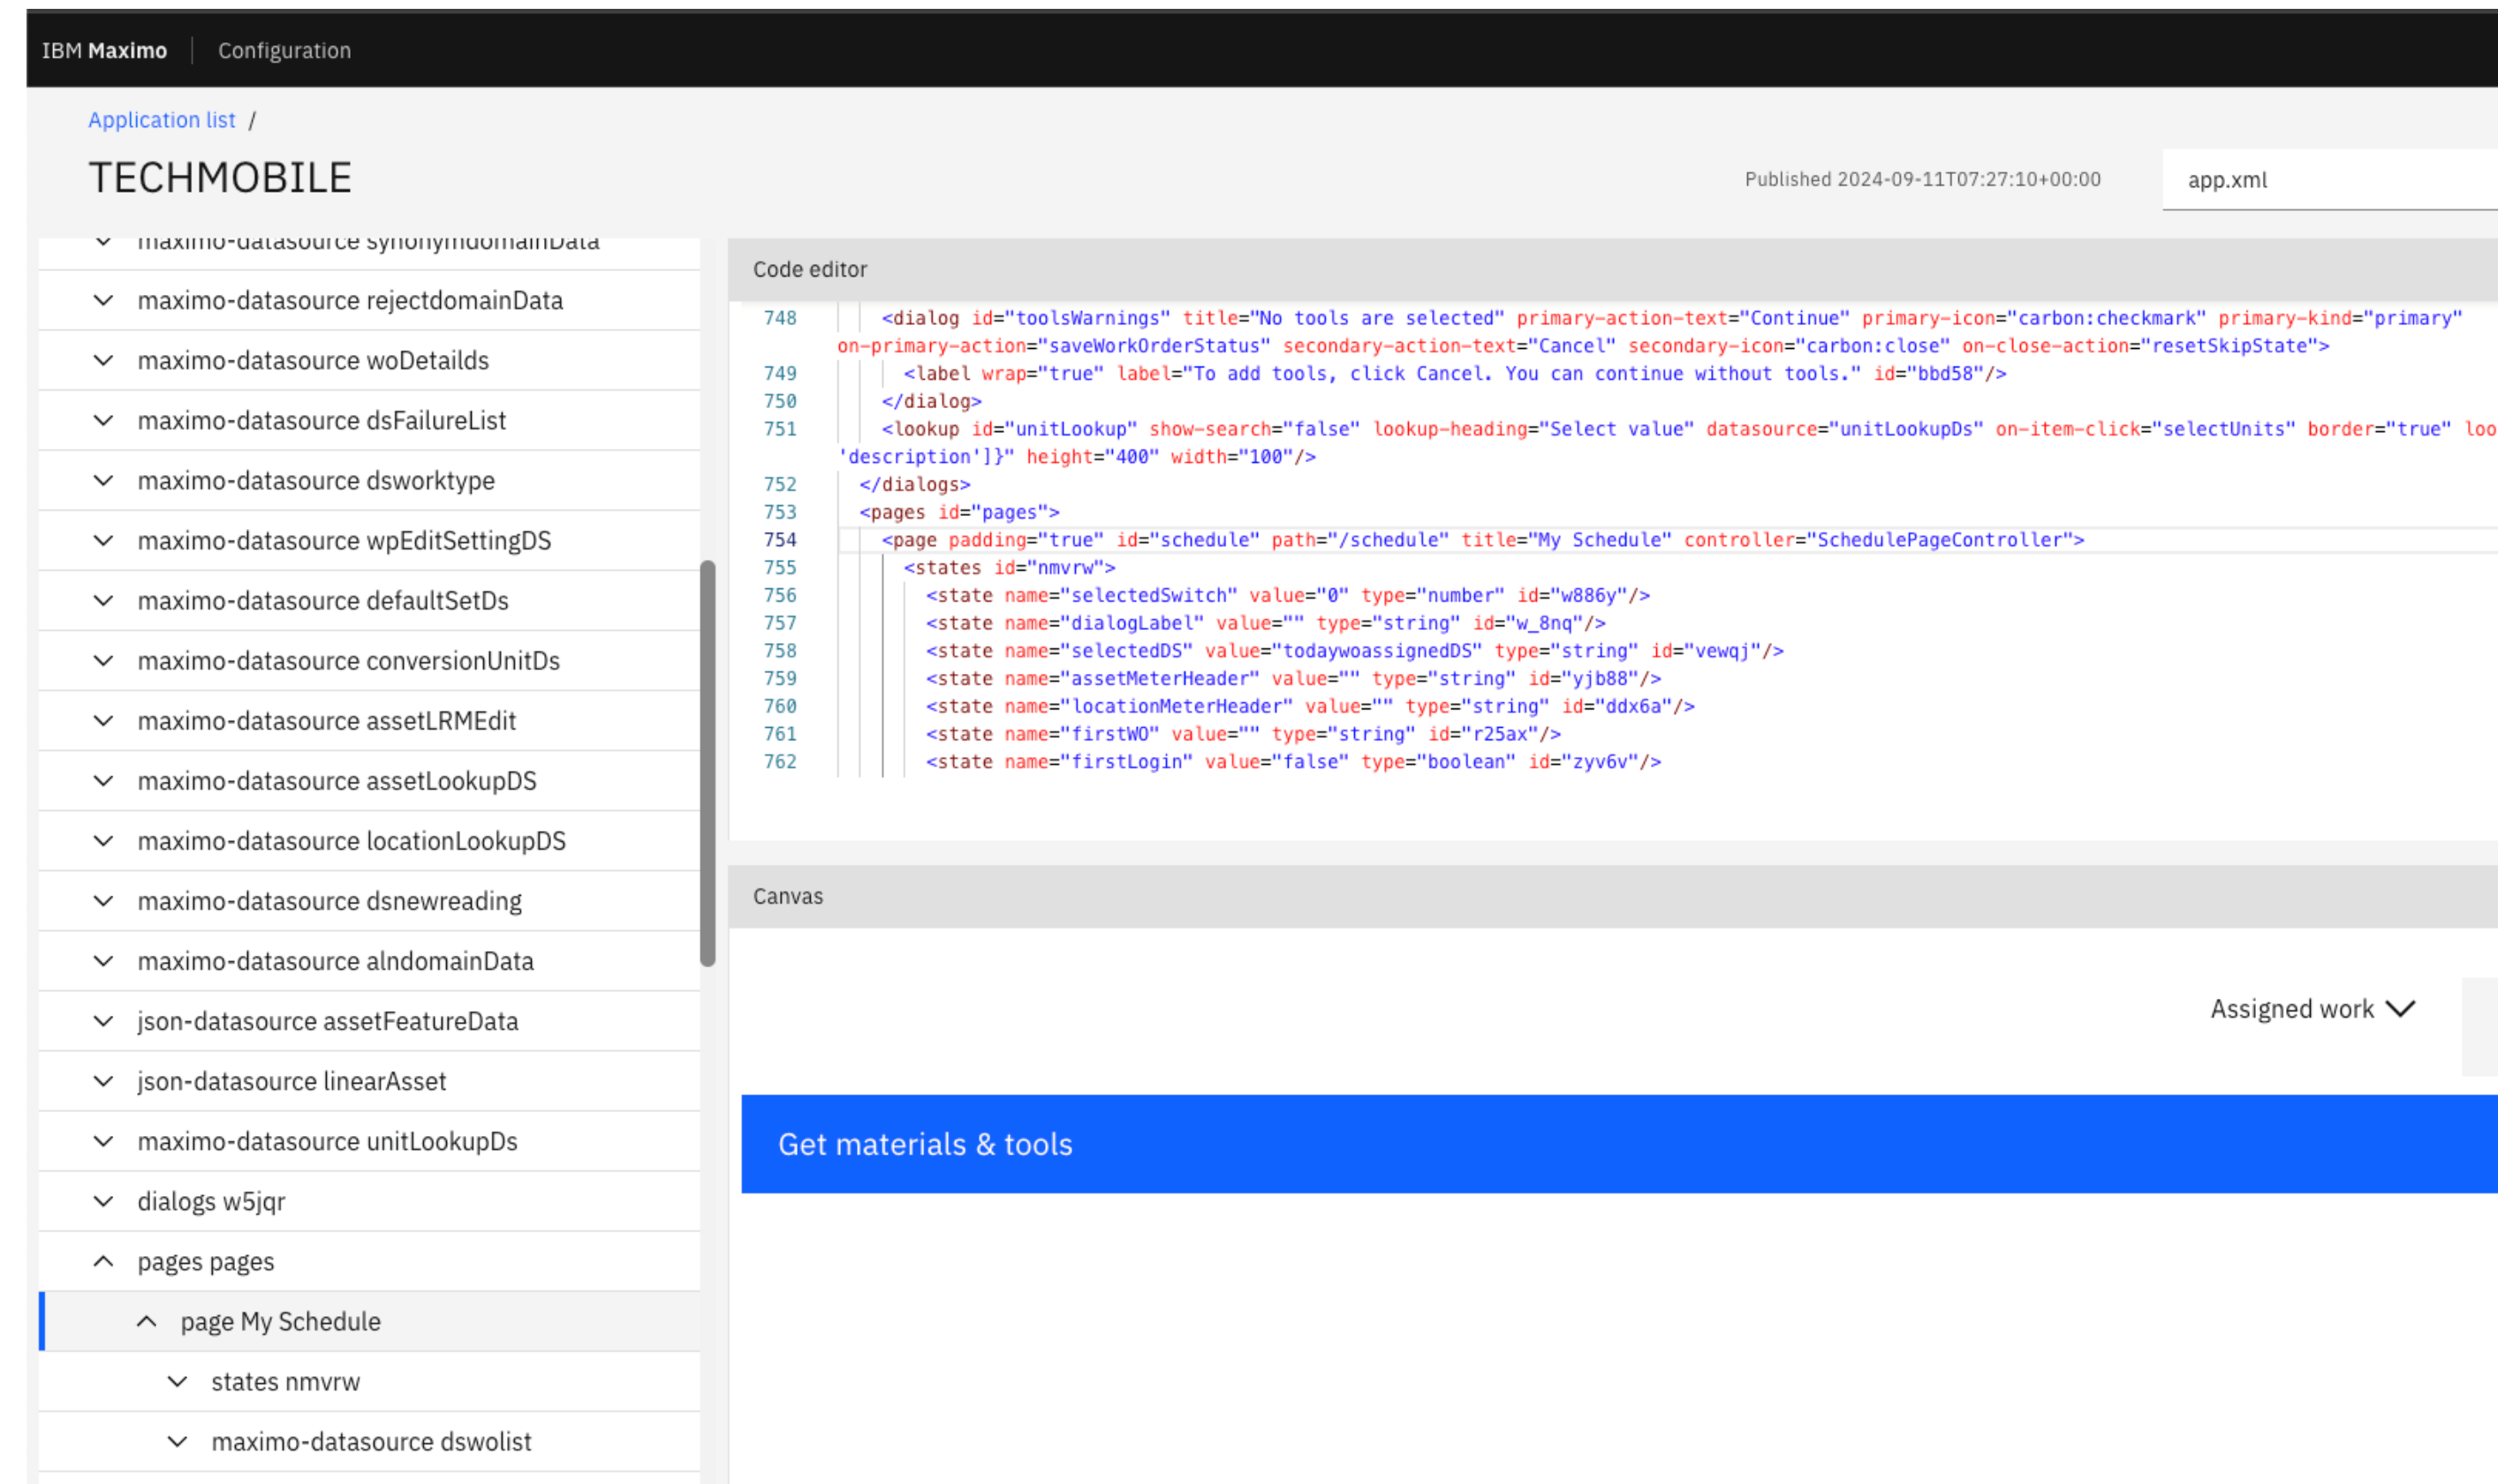 IBM Maximo Configuration
Application list /
TECHMOBILE
Published 2024-09-11T07:27:10+00:00
app.xml
maximo-datasource synonymdomainData
maximo-datasource rejectdomainData
maximo-datasource woDetailds
maximo-datasource dsFailureList
maximo-datasource dsworktype
maximo-datasource wpEditSettingDS
maximo-datasource defaultSetDs
maximo-datasource conversionUnitDs
maximo-datasource assetLRMEdit
maximo-datasource assetLookupDS
maximo-datasource locationLookupDS
maximo-datasource dsnewreading
maximo-datasource alndomainData
json-datasource assetFeatureData
json-datasource linearAsset
maximo-datasource unitLookupDs
dialogs w5jqr
pages pages
page My Schedule
states nmvrw
maximo-datasource dswolist
Code editor
748 <dialog id="toolsWarnings" title="No tools are selected" primary-action-text="Continue" primary-icon="carbon:checkmark" primary-kind="primary"
on-primary-action="saveWorkOrderStatus" secondary-action-text="Cancel" secondary-icon="carbon:close" on-close-action="resetSkipState">
749 <label wrap="true" label="To add tools, click Cancel. You can continue without tools." id="bbd58"/>
750 </dialog>
751 <lookup id="unitLookup" show-search="false" lookup-heading="Select value" datasource="unitLookupDs" on-item-click="selectUnits" border="true" loo
'description']}" height="400" width="100"/>
752 </dialogs>
753 <pages id="pages">
754 <page padding="true" id="schedule" path="/schedule" title="My Schedule" controller="SchedulePageController">
755 <states id="nmvrw">
756 <state name="selectedSwitch" value="0" type="number" id="w886y"/>
757 <state name="dialogLabel" value="" type="string" id="w_8nq"/>
758 <state name="selectedDS" value="todaywoassignedDS" type="string" id="vewqj"/>
759 <state name="assetMeterHeader" value="" type="string" id="yjb88"/>
760 <state name="locationMeterHeader" value="" type="string" id="ddx6a"/>
761 <state name="firstWO" value="" type="string" id="r25ax"/>
762 <state name="firstLogin" value="false" type="boolean" id="zyv6v"/>
Canvas
Assigned work
Get materials & tools